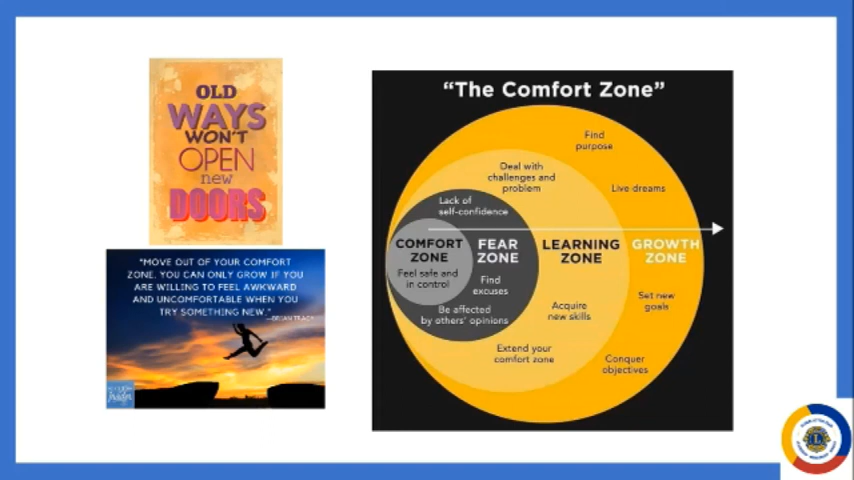 OLD
WAYS
WON'T
OPEN
new
DOORS
"MOVE OUT OF YOUR COMFORT
ZONE. YOU CAN ONLY GROW IF YOU
ARE WILLING TO FEEL AWKWARD
AND UNCOMFORTABLE WHEN YOU
TRY SOMETHING NEW."
—BRIAN TRACY
"The Comfort Zone"
COMFORT
ZONE
Feel safe and
in control
Lack of
self-confidence
FEAR
ZONE
Find
excuses
Be affected
by others' opinions
Deal with
challenges and
problem
LEARNING
ZONE
Acquire
new skills
Extend your
comfort zone
Find
purpose
Live dreams
GROWTH
ZONE
Set new
goals
Conquer
objectives
L